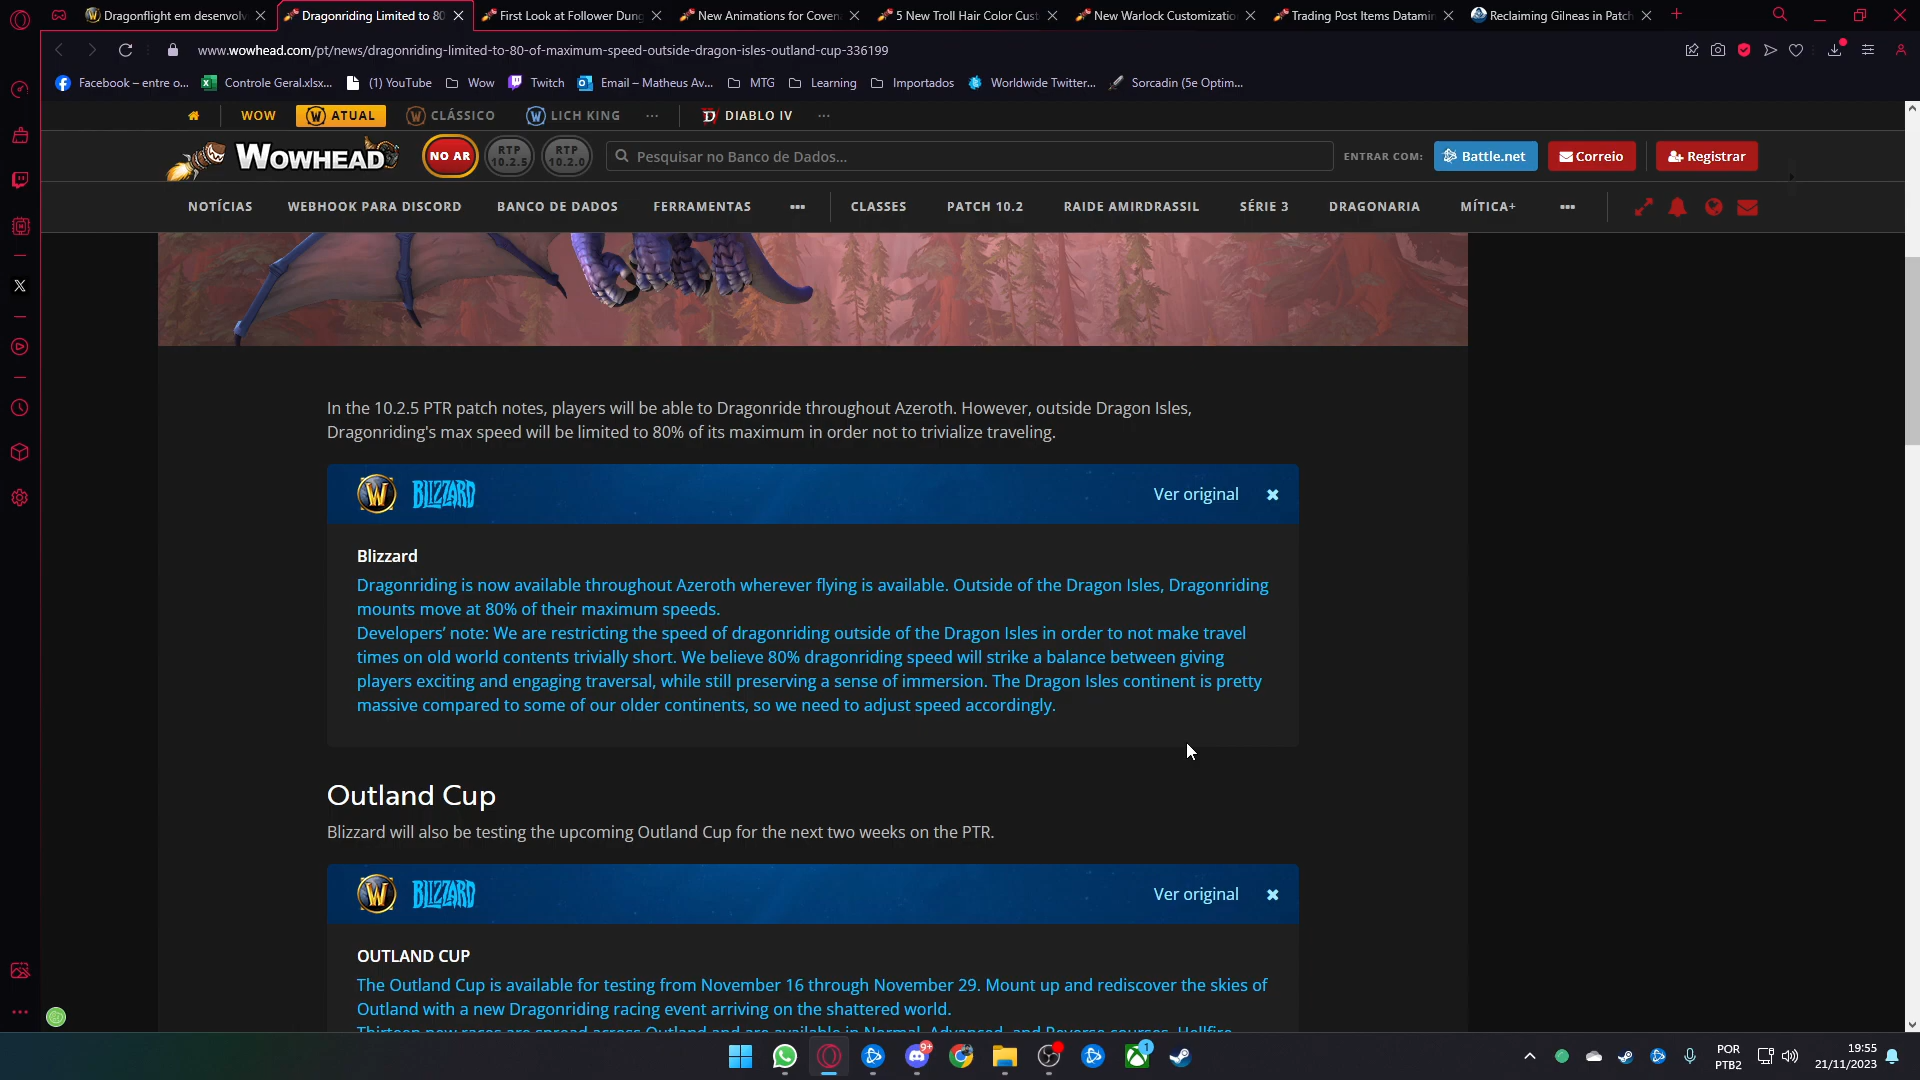 Dragonflight em desenvolv
Dragonriding Limited to 80
First Look at Follower Dung
New Animations for Coven
5 New Troll Hair Color Cust
New Warlock Customizatio
Trading Post Items Datamin
Reclaiming Gilneas in Patch
www.wowhead.com/pt/news/dragonriding-limited-to-80-of-maximum-speed-outside-dragon-isles-outland-cup-336199
Facebook – entre o...
Controle Geral.xlsx...
(1) YouTube
Wow
Twitch
Email – Matheus Av...
MTG
Learning
Importados
Worldwide Twitter...
Sorcadin (5e Optim...
WOW
ATUAL
CLÁSSICO
LICH KING
...
DIABLO IV
...
WOWHEAD
NO AR
RTP 10.2.5
RTP 10.2.0
Pesquisar no Banco de Dados...
ENTRAR COM:
Battle.net
Correio
Registrar
NOTÍCIAS
WEBHOOK PARA DISCORD
BANCO DE DADOS
FERRAMENTAS
CLASSES
PATCH 10.2
RAIDE AMIRDRASSIL
SÉRIE 3
DRAGONARIA
MÍTICA+
In the 10.2.5 PTR patch notes, players will be able to Dragonride throughout Azeroth. However, outside Dragon Isles,
Dragonriding's max speed will be limited to 80% of its maximum in order not to trivialize traveling.
BLIZZARD
Ver original
Blizzard
Dragonriding is now available throughout Azeroth wherever flying is available. Outside of the Dragon Isles, Dragonriding
mounts move at 80% of their maximum speeds.
Developers’ note: We are restricting the speed of dragonriding outside of the Dragon Isles in order to not make travel
times on old world contents trivially short. We believe 80% dragonriding speed will strike a balance between giving
players exciting and engaging traversal, while still preserving a sense of immersion. The Dragon Isles continent is pretty
massive compared to some of our older continents, so we need to adjust speed accordingly.
Outland Cup
Blizzard will also be testing the upcoming Outland Cup for the next two weeks on the PTR.
BLIZZARD
Ver original
OUTLAND CUP
The Outland Cup is available for testing from November 16 through November 29. Mount up and rediscover the skies of
Outland with a new Dragonriding racing event arriving on the shattered world.
Thirteen new races are spread across Outland and are available in Normal, Advanced, and Reverse courses. Hellfire
9+
1
POR
PTB2
19:55
21/11/2023